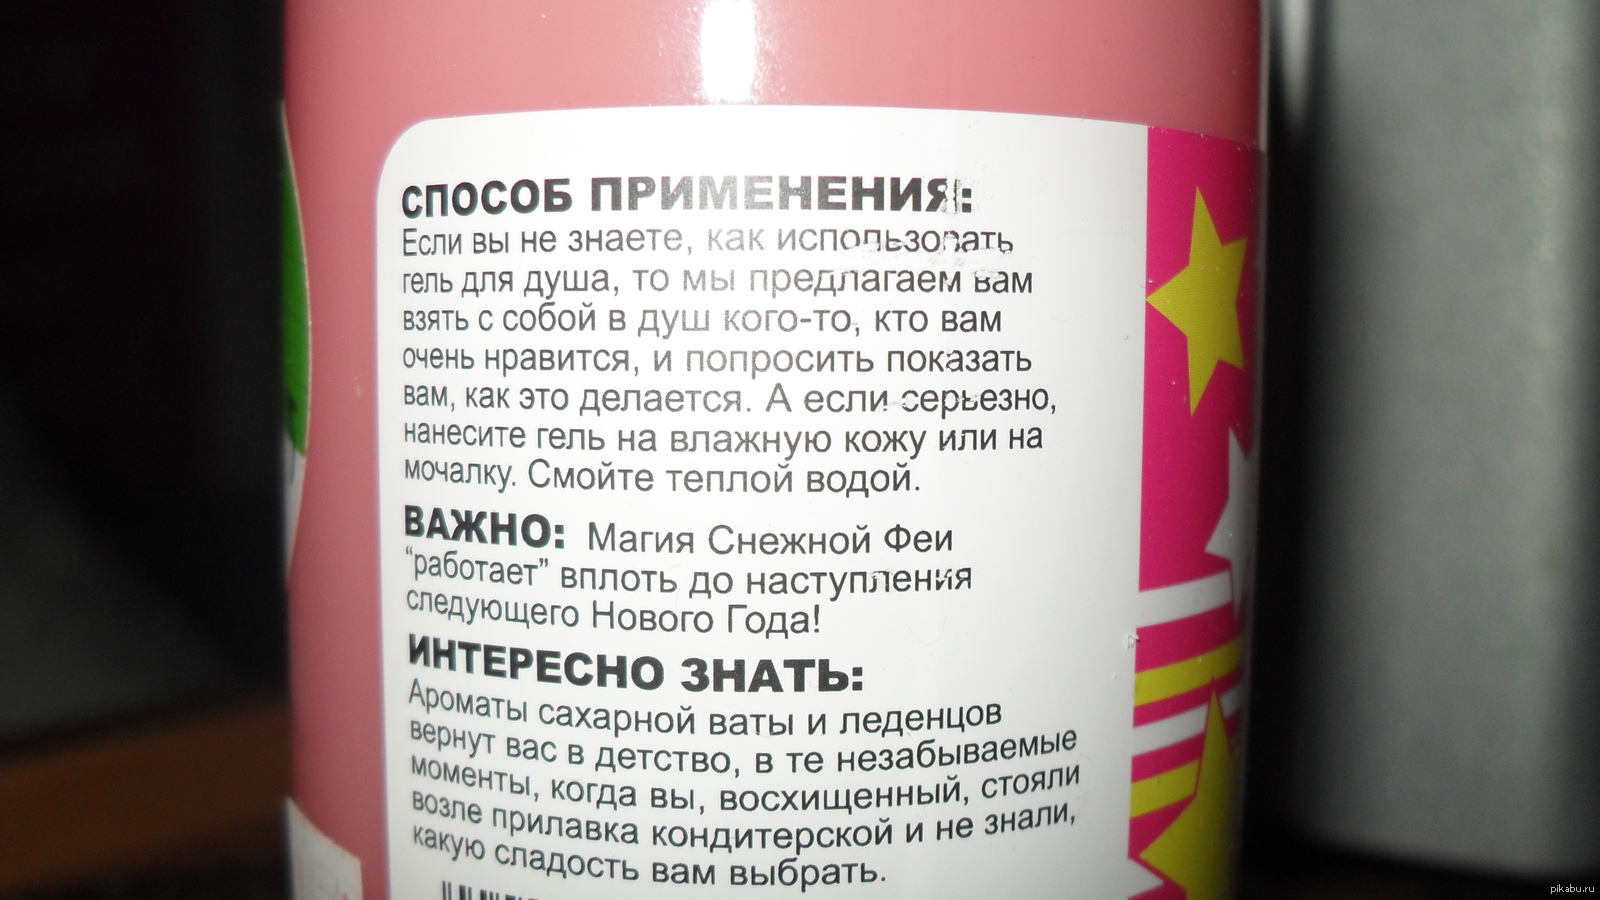 СПОСОБ ПРИМЕНЕНИЯ:
Если вы не знаете, как использовать
гель для душа, то мы предлагаем вам
взять с собой в душ кого-то, кто вам
очень нравится, и попросить показать
вам, как это делается. А если серьезно,
нанесите гель на влажную кожу или на
мочалку. Смойте теплой водой.
ВАЖНО: Магия Снежной Феи
“работает” вплоть до наступления
следующего Нового Года!
ИНТЕРЕСНО ЗНАТЬ:
Ароматы сахарной ваты и леденцов
вернут вас в детство, в те незабываемые
моменты, когда вы, восхищенный, стояли
возле прилавка кондитерской и не знали,
какую сладость вам выбрать.
pikabu.ru